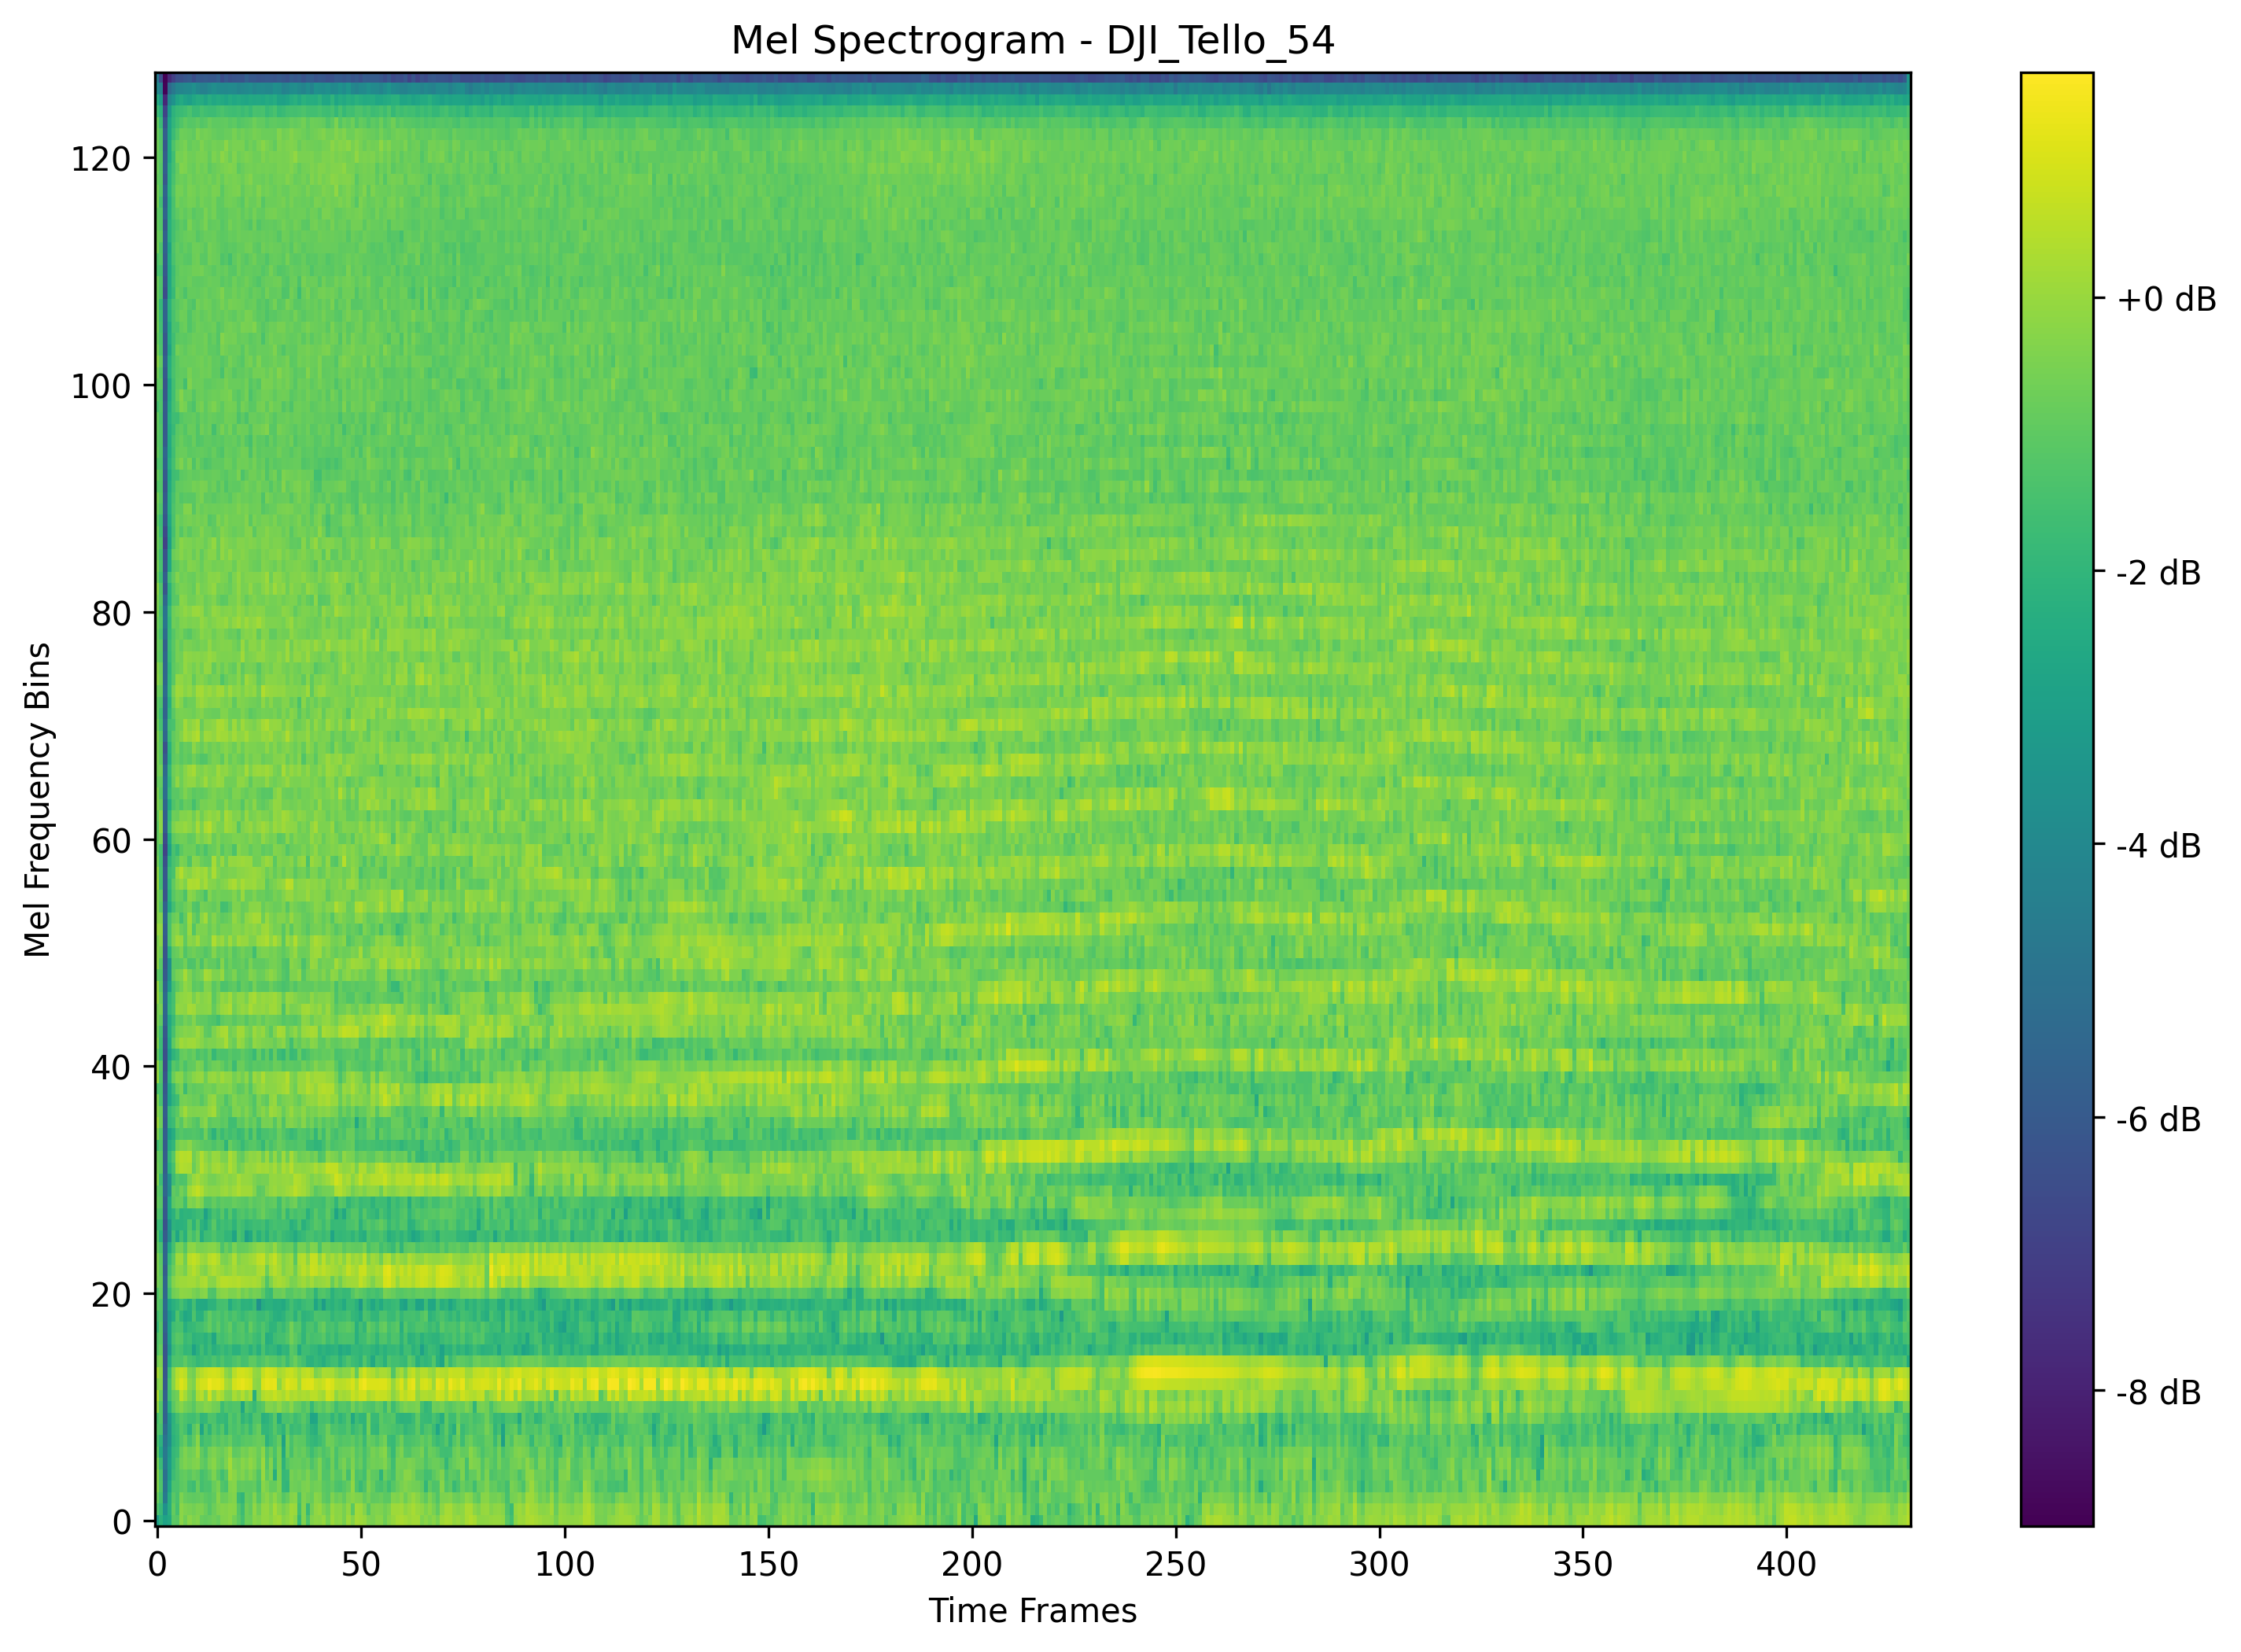 Mel Spectrogram - DJI_Tello_54
Mel Frequency Bins
120
100
80
60
40
20
0
0 50 100 150 200 250 300 350 400
Time Frames
+0 dB
-2 dB
-4 dB
-6 dB
-8 dB